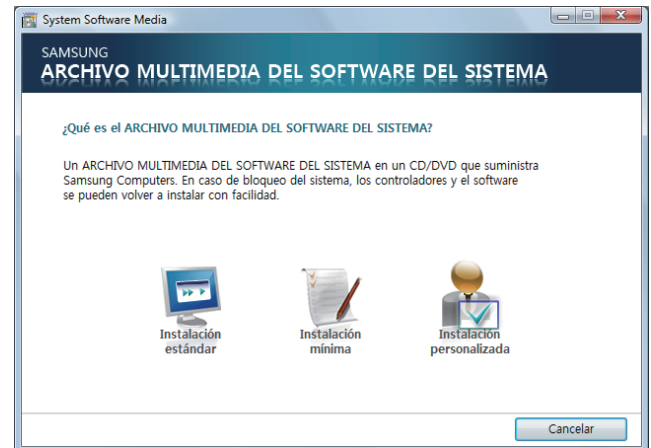 System Software Media
SAMSUNG
ARCHIVO MULTIMEDIA DEL SOFTWARE DEL SISTEMA
¿Qué es el ARCHIVO MULTIMEDIA DEL SOFTWARE DEL SISTEMA?
Un ARCHIVO MULTIMEDIA DEL SOFTWARE DEL SISTEMA en un CD/DVD que suministra
Samsung Computers. En caso de bloqueo del sistema, los controladores y el software
se pueden volver a instalar con facilidad.
Instalación
estándar
Instalación
mínima
Instalación
personalizada
Cancelar